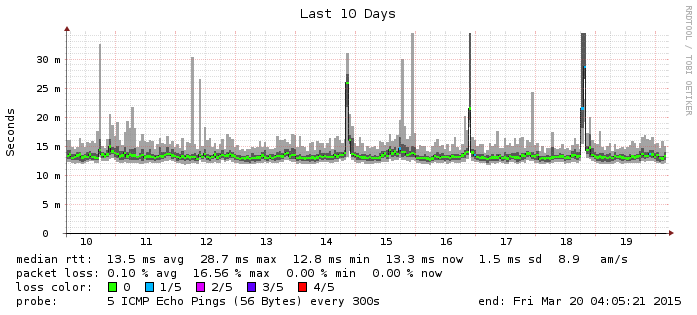 Last 10 Days
RRDTOOL / TOBI OETIKER
Seconds
30 m
25 m
20 m
15 m
10 m
5 m
0
10 11 12 13 14 15 16 17 18 19
median rtt: 13.5 ms avg 28.7 ms max 12.8 ms min 13.3 ms now 1.5 ms sd 8.9 am/s
packet loss: 0.10 % avg 16.56 % max 0.00 % min 0.00 % now
loss color: 0 1/5 2/5 3/5 4/5
probe: 5 ICMP Echo Pings (56 Bytes) every 300s end: Fri Mar 20 04:05:21 2015